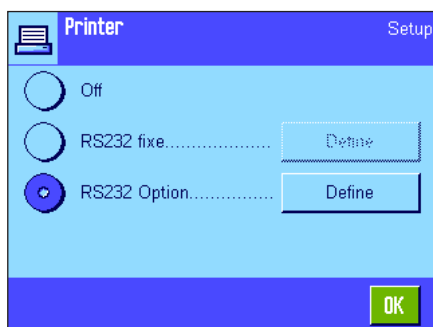 Printer Setup
Off
RS232 fixe................... Define
RS232 Option............... Define
OK